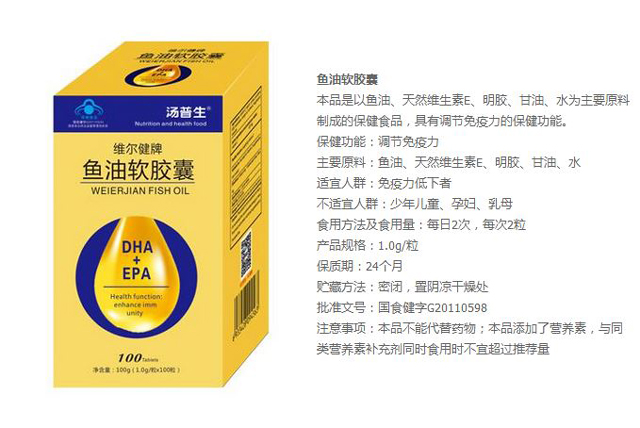 维尔健牌
鱼油软胶囊
汤普生
Nutrition and health food
维尔健牌
鱼油软胶囊
WEIERJIAN FISH OIL
DHA
+
EPA
Health function:
enhance imm
unity
100 Tablets
净含量：100g（1.0g/粒x100粒）
鱼油软胶囊
本品是以鱼油、天然维生素E、明胶、甘油、水为主要原料
制成的保健食品，具有调节免疫力的保健功能。
保健功能：调节免疫力
主要原料：鱼油、天然维生素E、明胶、甘油、水
适宜人群：免疫力低下者
不适宜人群：少年儿童、孕妇、乳母
食用方法及食用量：每日2次，每次2粒
产品规格：1.0g/粒
保质期：24个月
贮藏方法：密闭，置阴凉干燥处
批准文号：国食健字G20110598
注意事项：本品不能代替药物；本品添加了营养素，与同
类营养素补充剂同时食用时不宜超过推荐量